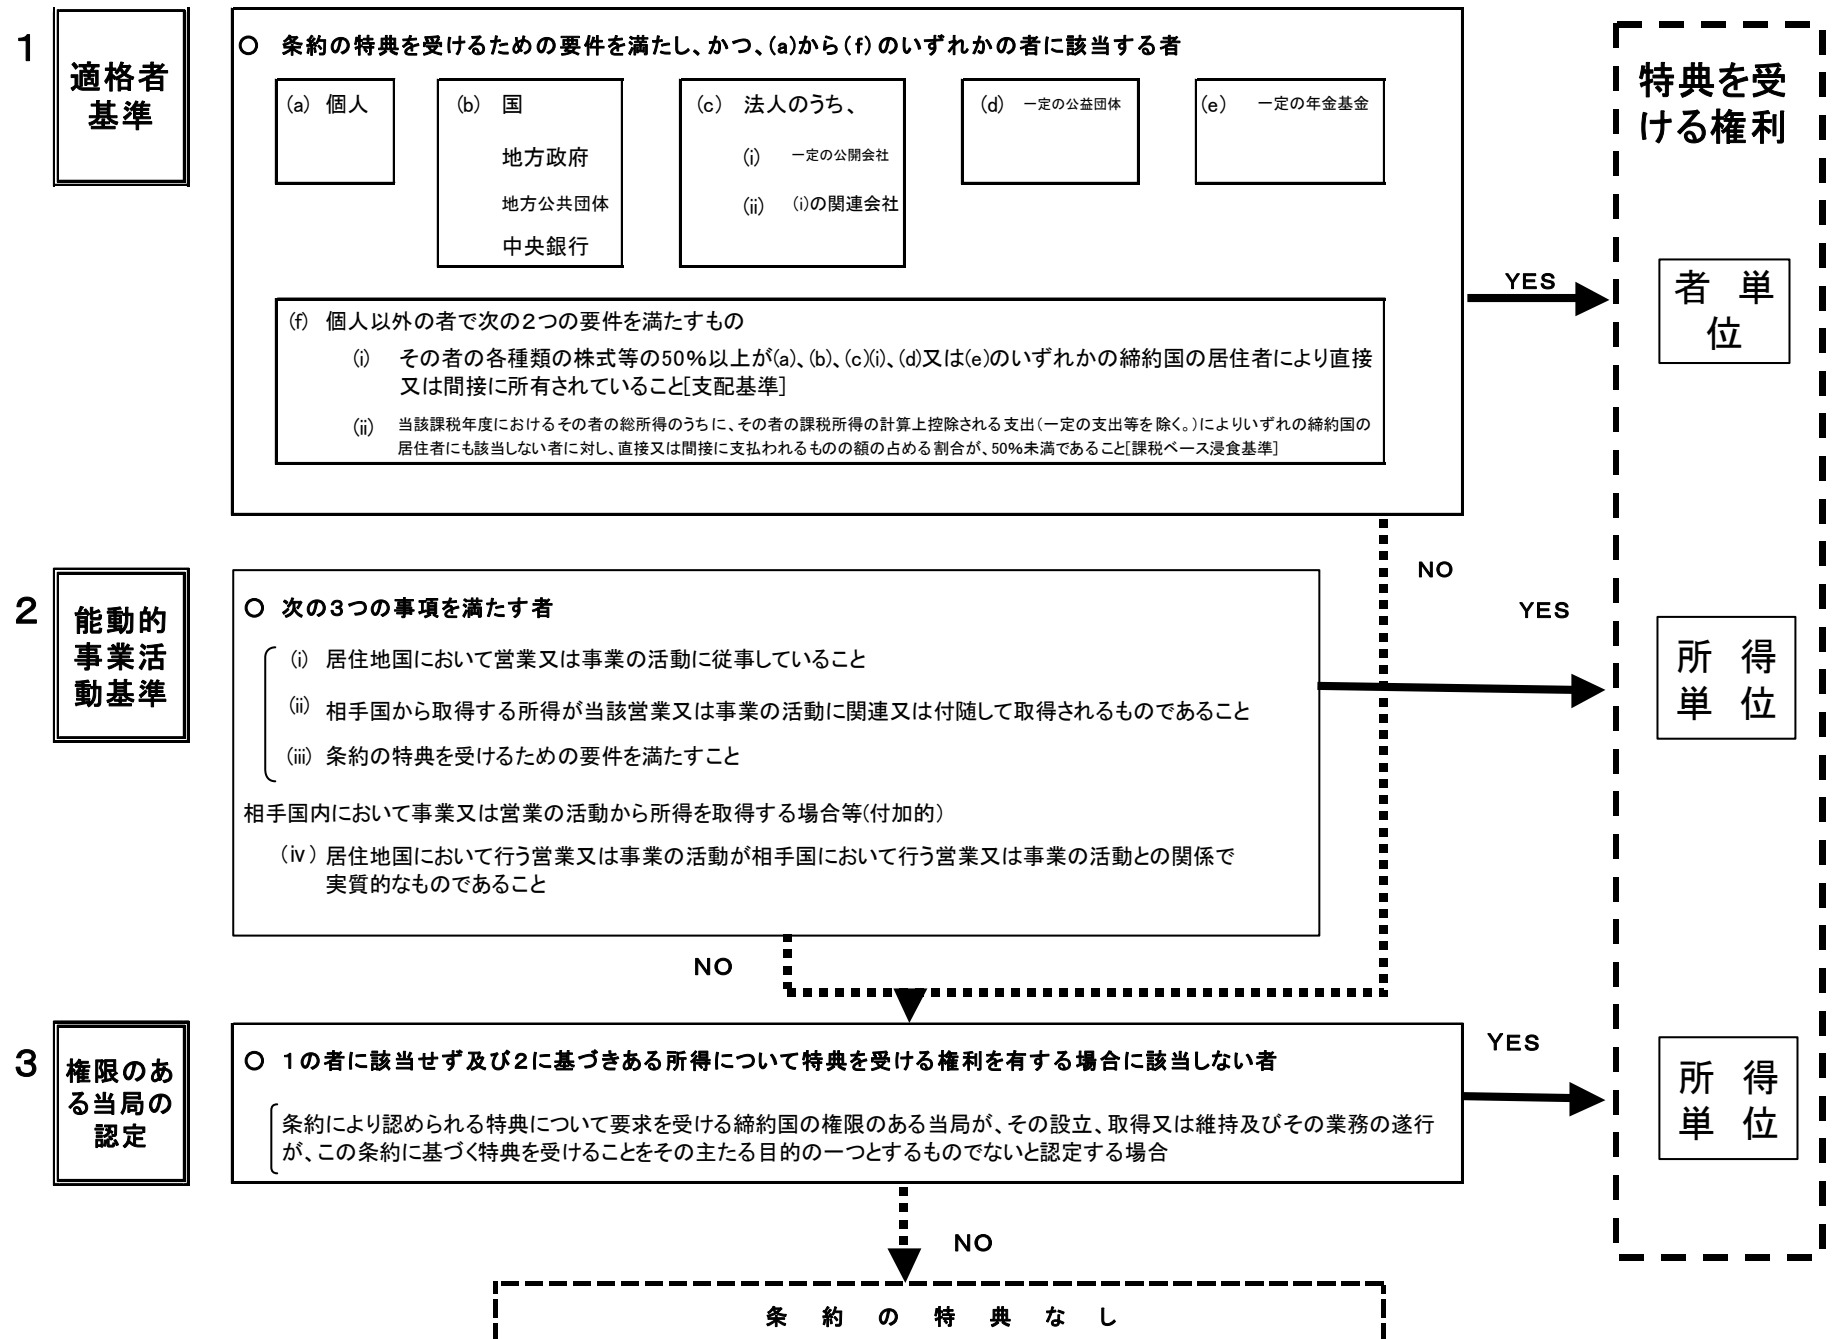 1
適格者
基準
○ 条約の特典を受けるための要件を満たし、かつ、(a)から(f)のいずれかの者に該当する者
(a) 個人
(b) 国
地方政府
地方公共団体
中央銀行
(c) 法人のうち、
(i) 一定の公開会社
(ii) (i)の関連会社
(d) 一定の公益団体
(e) 一定の年金基金
(f) 個人以外の者で次の2つの要件を満たすもの
(i) その者の各種類の株式等の50%以上が(a)、(b)、(c)(i)、(d)又は(e)のいずれかの締約国の居住者により直接
又は間接に所有されていること[支配基準]
(ii) 当該課税年度におけるその者の総所得のうちに、その者の課税所得の計算上控除される支出(一定の支出等を除く。)によりいずれの締約国の
居住者にも該当しない者に対し、直接又は間接に支払われるものの額の占める割合が、50%未満であること[課税ベース浸食基準]
YES
特典を受
ける権利
者 単
位
NO
2
能動的
事業活
動基準
○ 次の3つの事項を満たす者
(i) 居住地国において営業又は事業の活動に従事していること
(ii) 相手国から取得する所得が当該営業又は事業の活動に関連又は付随して取得されるものであること
(iii) 条約の特典を受けるための要件を満たすこと
相手国内において事業又は営業の活動から所得を取得する場合等(付加的)
(iv) 居住地国において行う営業又は事業の活動が相手国において行う営業又は事業の活動との関係で
実質的なものであること
YES
所 得
単 位
NO
3
権限のあ
る当局の
認定
○ 1の者に該当せず及び2に基づきある所得について特典を受ける権利を有する場合に該当しない者
条約により認められる特典について要求を受ける締約国の権限のある当局が、その設立、取得又は維持及びその業務の遂行
が、この条約に基づく特典を受けることをその主たる目的の一つとするものでないと認定する場合
YES
所 得
単 位
NO
条 約 の 特 典 な し